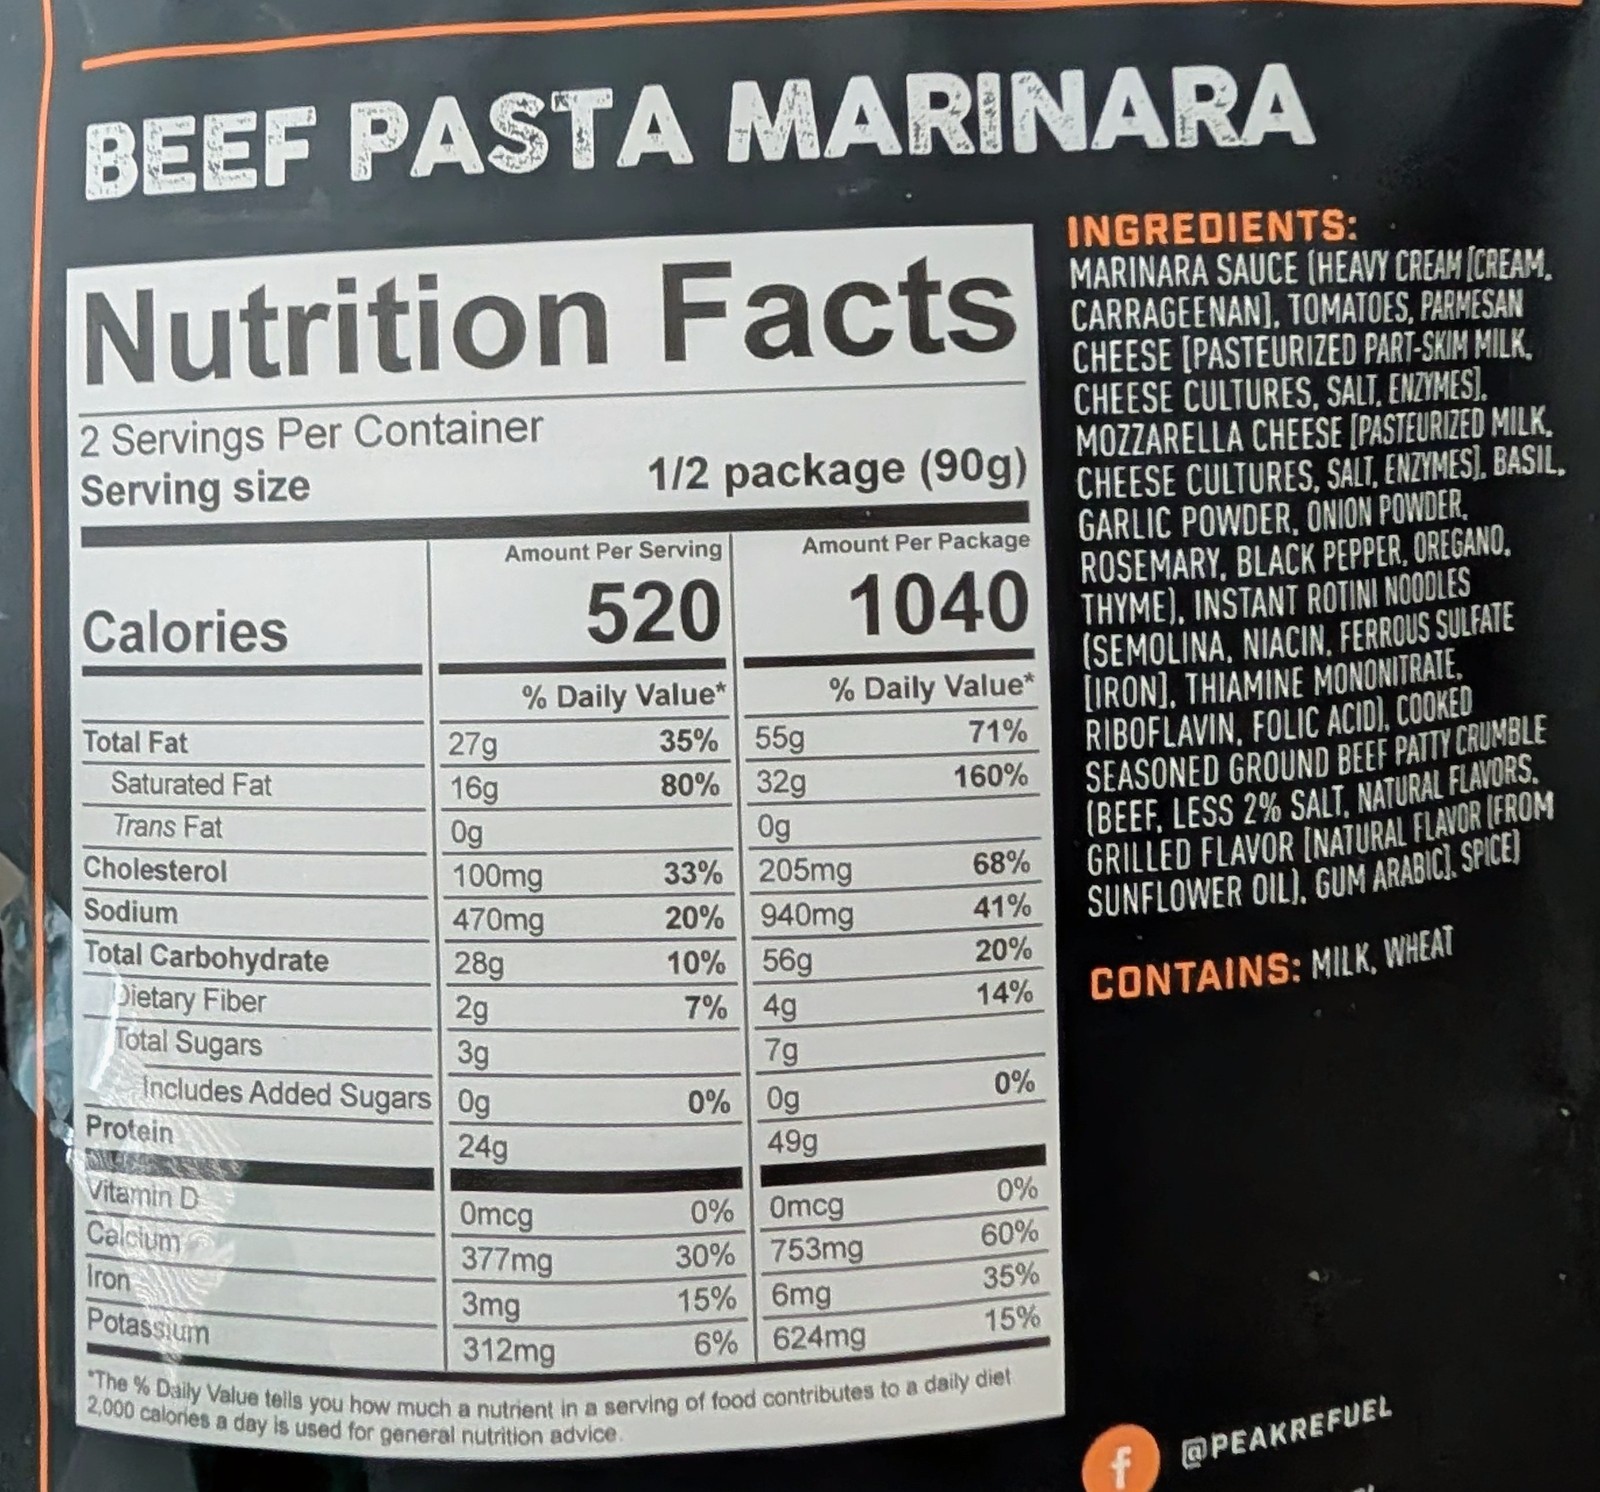 BEEF PASTA MARINARA
Nutrition Facts
2 Servings Per Container
Serving size 1/2 package (90g)
Amount Per Serving Amount Per Package
Calories 520 1040
% Daily Value* % Daily Value*
Total Fat 27g 35% 55g 71%
Saturated Fat 16g 80% 32g 160%
Trans Fat 0g 0g
Cholesterol 100mg 33% 205mg 68%
Sodium 470mg 20% 940mg 41%
Total Carbohydrate 28g 10% 56g 20%
Dietary Fiber 2g 7% 4g 14%
Total Sugars 3g 7g
Includes Added Sugars 0g 0% 0g 0%
Protein 24g 49g
Vitamin D 0mcg 0% 0mcg 0%
Calcium 377mg 30% 753mg 60%
Iron 3mg 15% 6mg 35%
Potassium 312mg 6% 624mg 15%
*The % Daily Value tells you how much a nutrient in a serving of food contributes to a daily diet
2,000 calories a day is used for general nutrition advice.
INGREDIENTS:
MARINARA SAUCE (HEAVY CREAM [CREAM,
CARRAGEENAN], TOMATOES, PARMESAN
CHEESE [PASTEURIZED PART-SKIM MILK,
CHEESE CULTURES, SALT, ENZYMES],
MOZZARELLA CHEESE [PASTEURIZED MILK,
CHEESE CULTURES, SALT, ENZYMES], BASIL,
GARLIC POWDER, ONION POWDER,
ROSEMARY, BLACK PEPPER, OREGANO,
THYME), INSTANT ROTINI NOODLES
(SEMOLINA, NIACIN, FERROUS SULFATE
[IRON], THIAMINE MONONITRATE,
RIBOFLAVIN, FOLIC ACID), COOKED
SEASONED GROUND BEEF PATTY CRUMBLE
(BEEF, LESS 2% SALT, NATURAL FLAVORS,
GRILLED FLAVOR [NATURAL FLAVOR (FROM
SUNFLOWER OIL), GUM ARABIC], SPICE)
CONTAINS: MILK, WHEAT
f @PEAKREFUEL